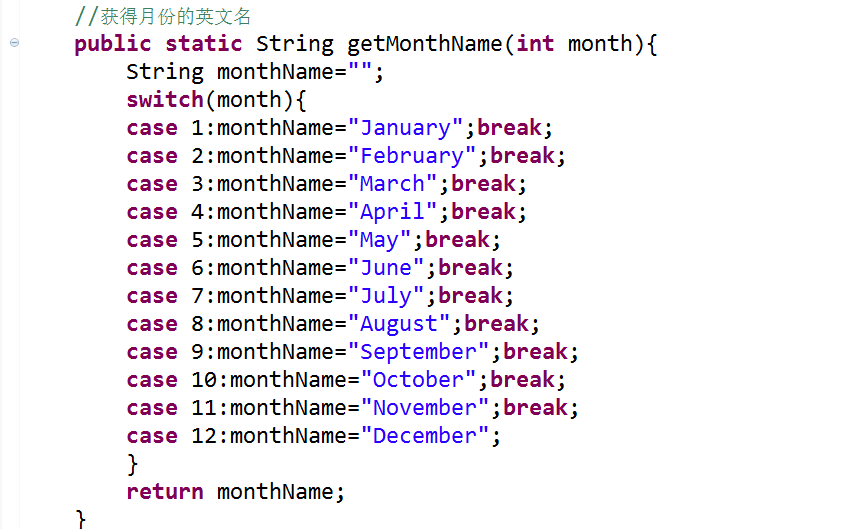 //获得月份的英文名
public static String getMonthName(int month){
String monthName="";
switch(month){
case 1:monthName="January";break;
case 2:monthName="February";break;
case 3:monthName="March";break;
case 4:monthName="April";break;
case 5:monthName="May";break;
case 6:monthName="June";break;
case 7:monthName="July";break;
case 8:monthName="August";break;
case 9:monthName="September";break;
case 10:monthName="October";break;
case 11:monthName="November";break;
case 12:monthName="December";
}
return monthName;
}